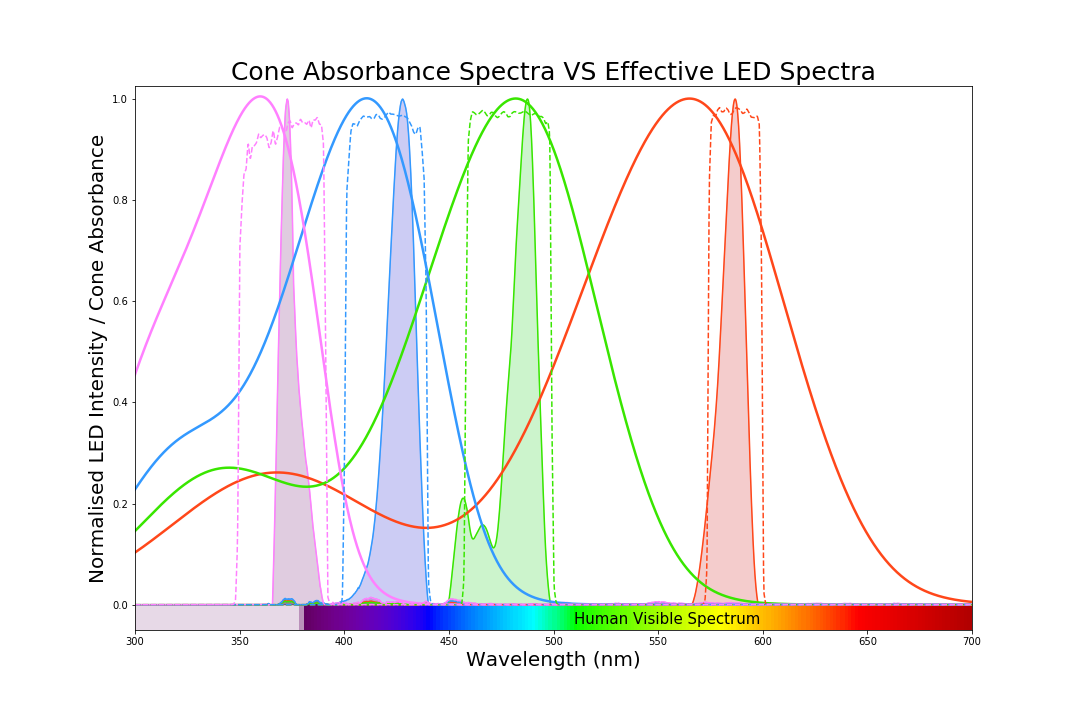 Cone Absorbance Spectra VS Effective LED Spectra
Normalised LED Intensity / Cone Absorbance
1.0
0.8
0.6
0.4
0.2
0.0
Human Visible Spectrum
300 350 400 450 500 550 600 650 700
Wavelength (nm)